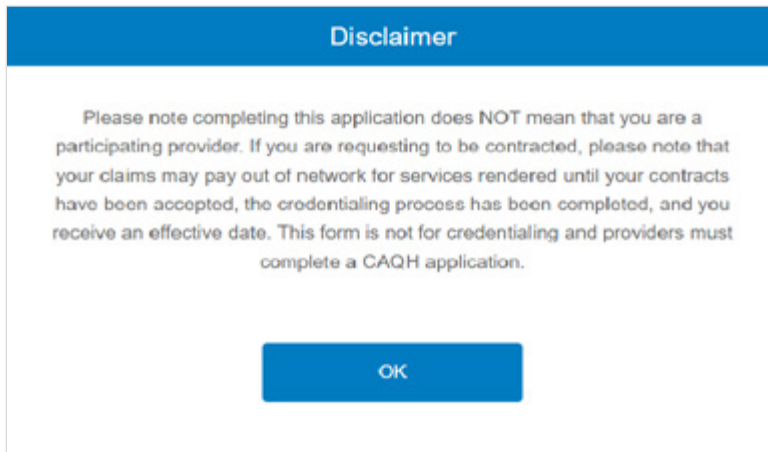 Disclaimer
Please note completing this application does NOT mean that you are a
participating provider. If you are requesting to be contracted, please note that
your claims may pay out of network for services rendered until your contracts
have been accepted, the credentialing process has been completed, and you
receive an effective date. This form is not for credentialing and providers must
complete a CAQH application.
OK